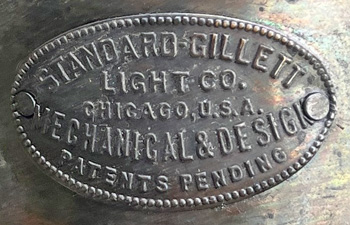 STANDARD-GILLETT
LIGHT CO.
CHICAGO, U.S.A.
MECHANICAL & DESIGN
PATENTS PENDING